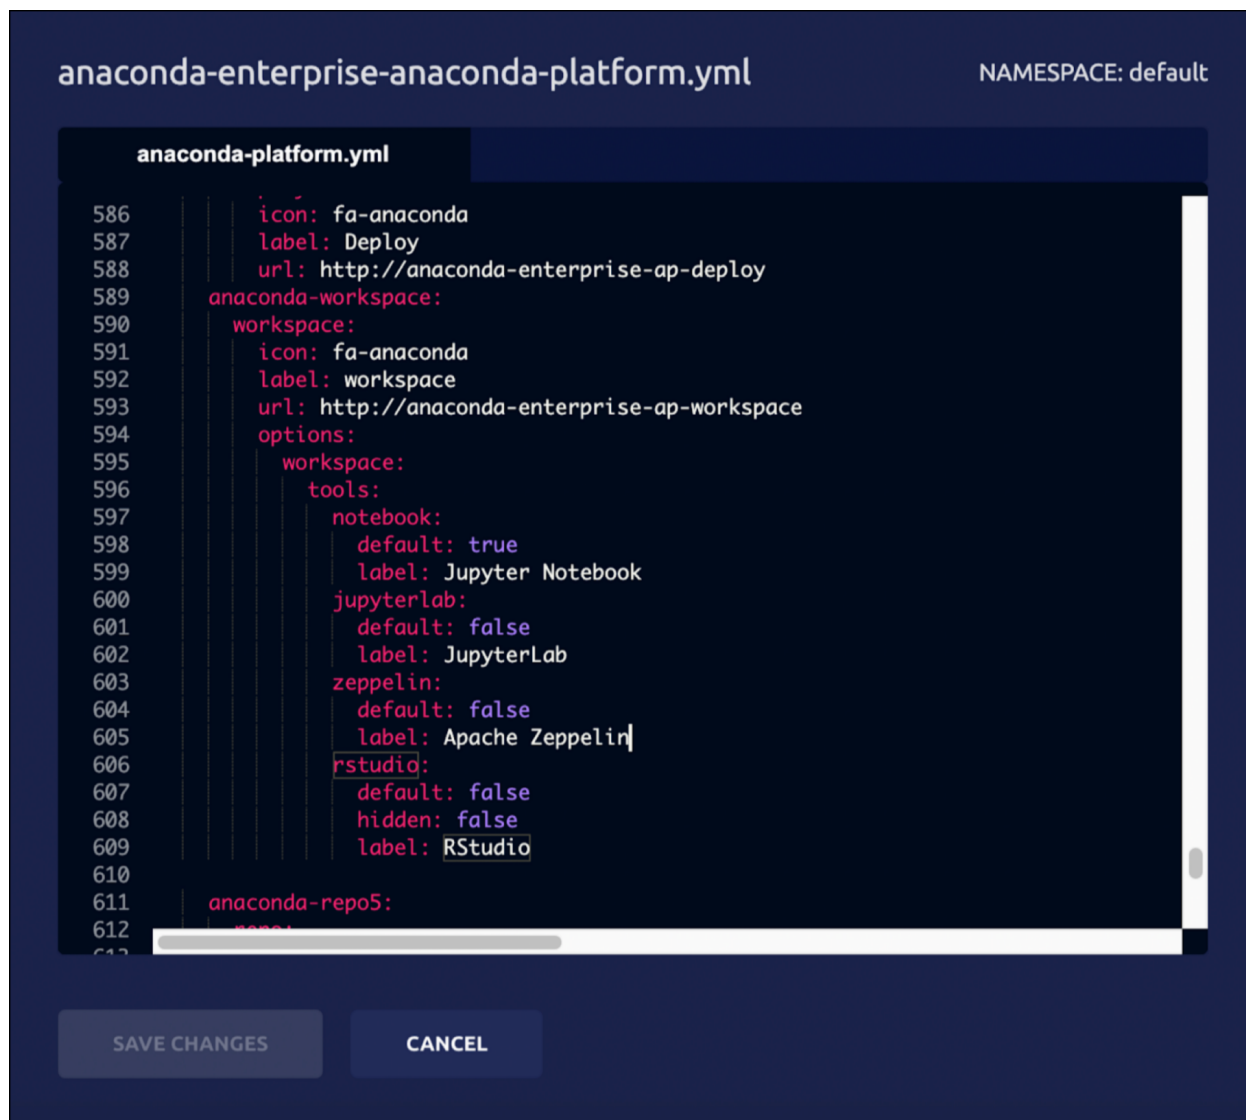 anaconda-enterprise-anaconda-platform.yml
NAMESPACE: default
anaconda-platform.yml
586 icon: fa-anaconda
587 label: Deploy
588 url: http://anaconda-enterprise-ap-deploy
589 anaconda-workspace:
590 workspace:
591 icon: fa-anaconda
592 label: workspace
593 url: http://anaconda-enterprise-ap-workspace
594 options:
595 workspace:
596 tools:
597 notebook:
598 default: true
599 label: Jupyter Notebook
600 jupyterlab:
601 default: false
602 label: JupyterLab
603 zeppelin:
604 default: false
605 label: Apache Zeppelin
606 rstudio:
607 default: false
608 hidden: false
609 label: RStudio
610
611 anaconda-repo5:
612
SAVE CHANGES
CANCEL